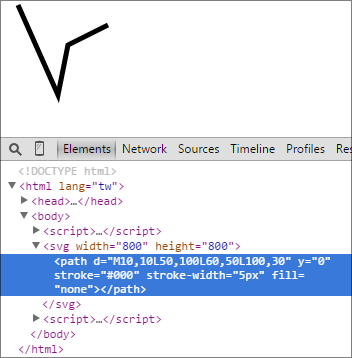 Elements Network Sources Timeline
<!DOCTYPE html>
▼<html lang="tw">
▶<head>…</head>
▼<body>
▶<script>…</script>
▼<svg width="800" height="800">
<path d="M10,10L50,100L60,50L100,30" y="0"
stroke="#000" stroke-width="5px" fill=
"none"></path>
</svg>
▶<script>…</script>
</body>
</html>